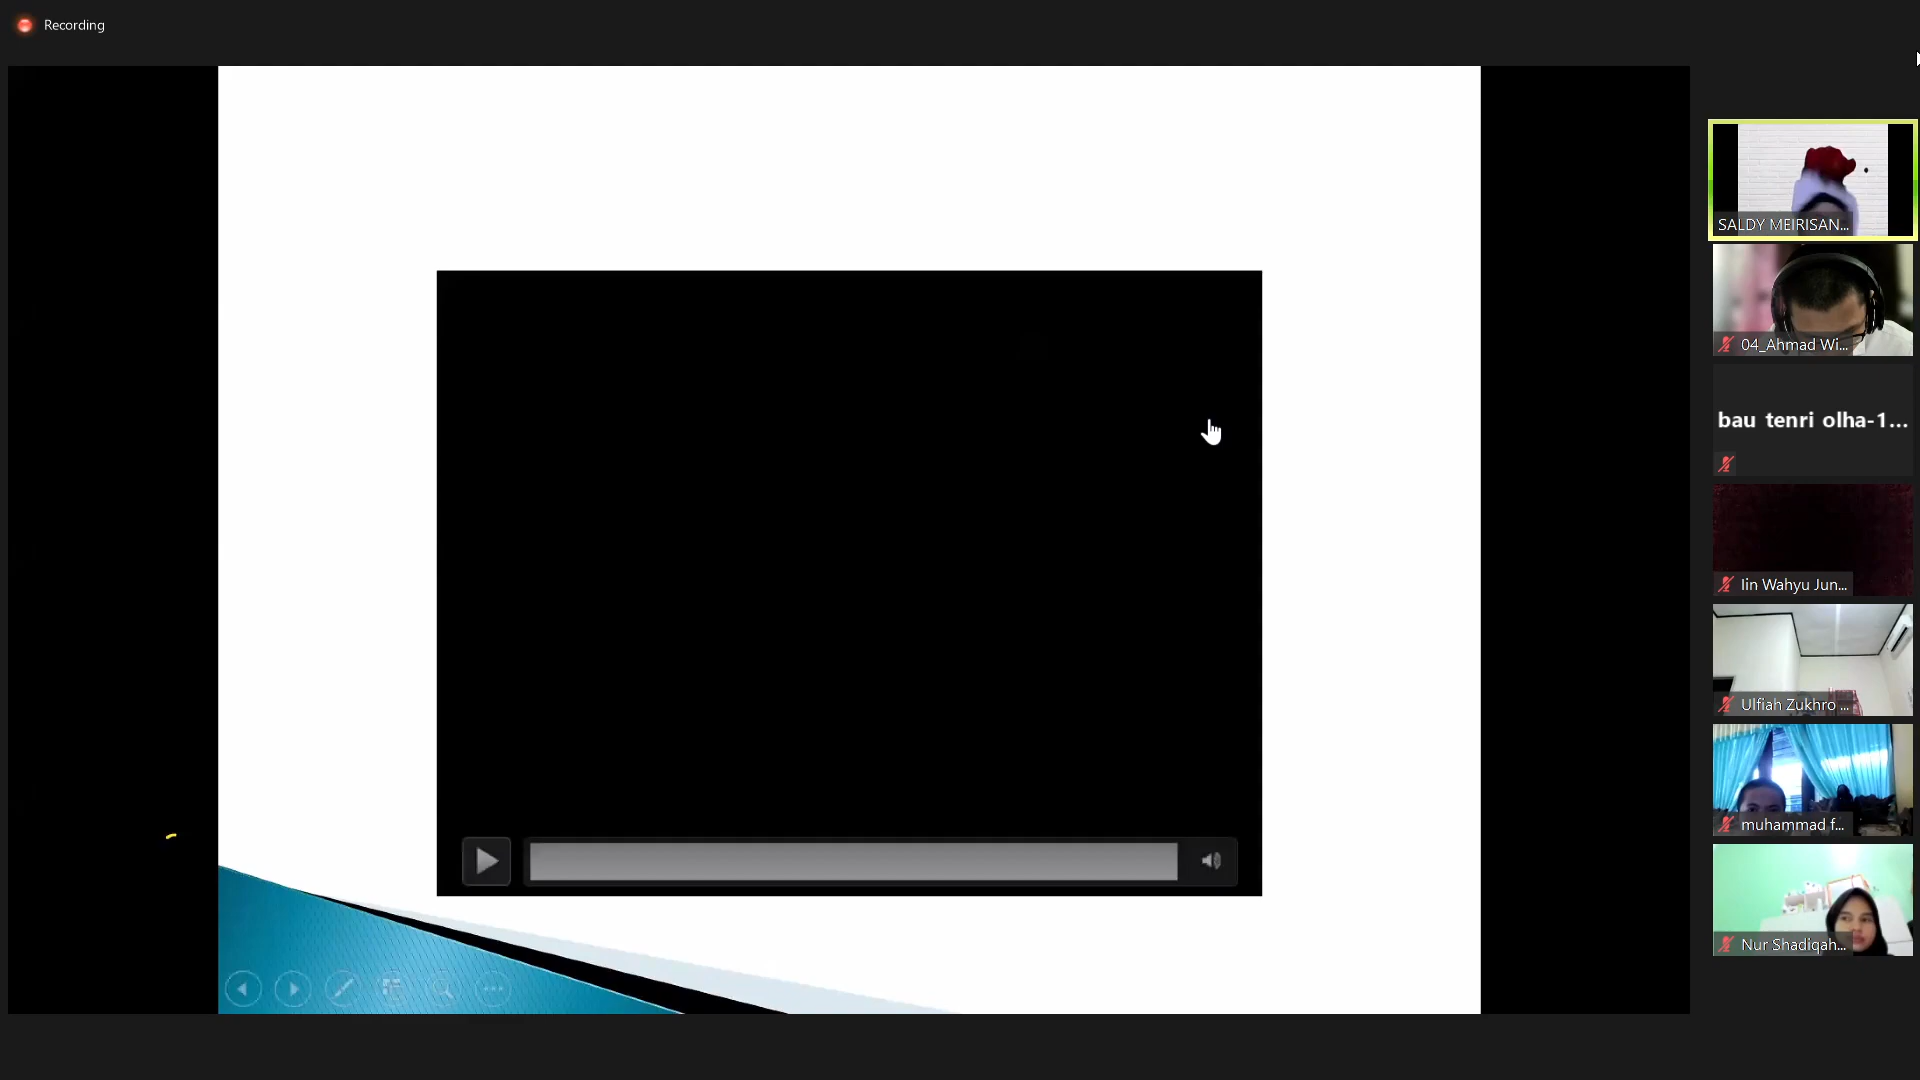 Recording
SALDY MEIRISAN...
04_Ahmad Wi...
bau tenri olha-1...
Iin Wahyu Jun...
Ulfiah Zukhro ...
muhammad f...
Nur Shadiqah...